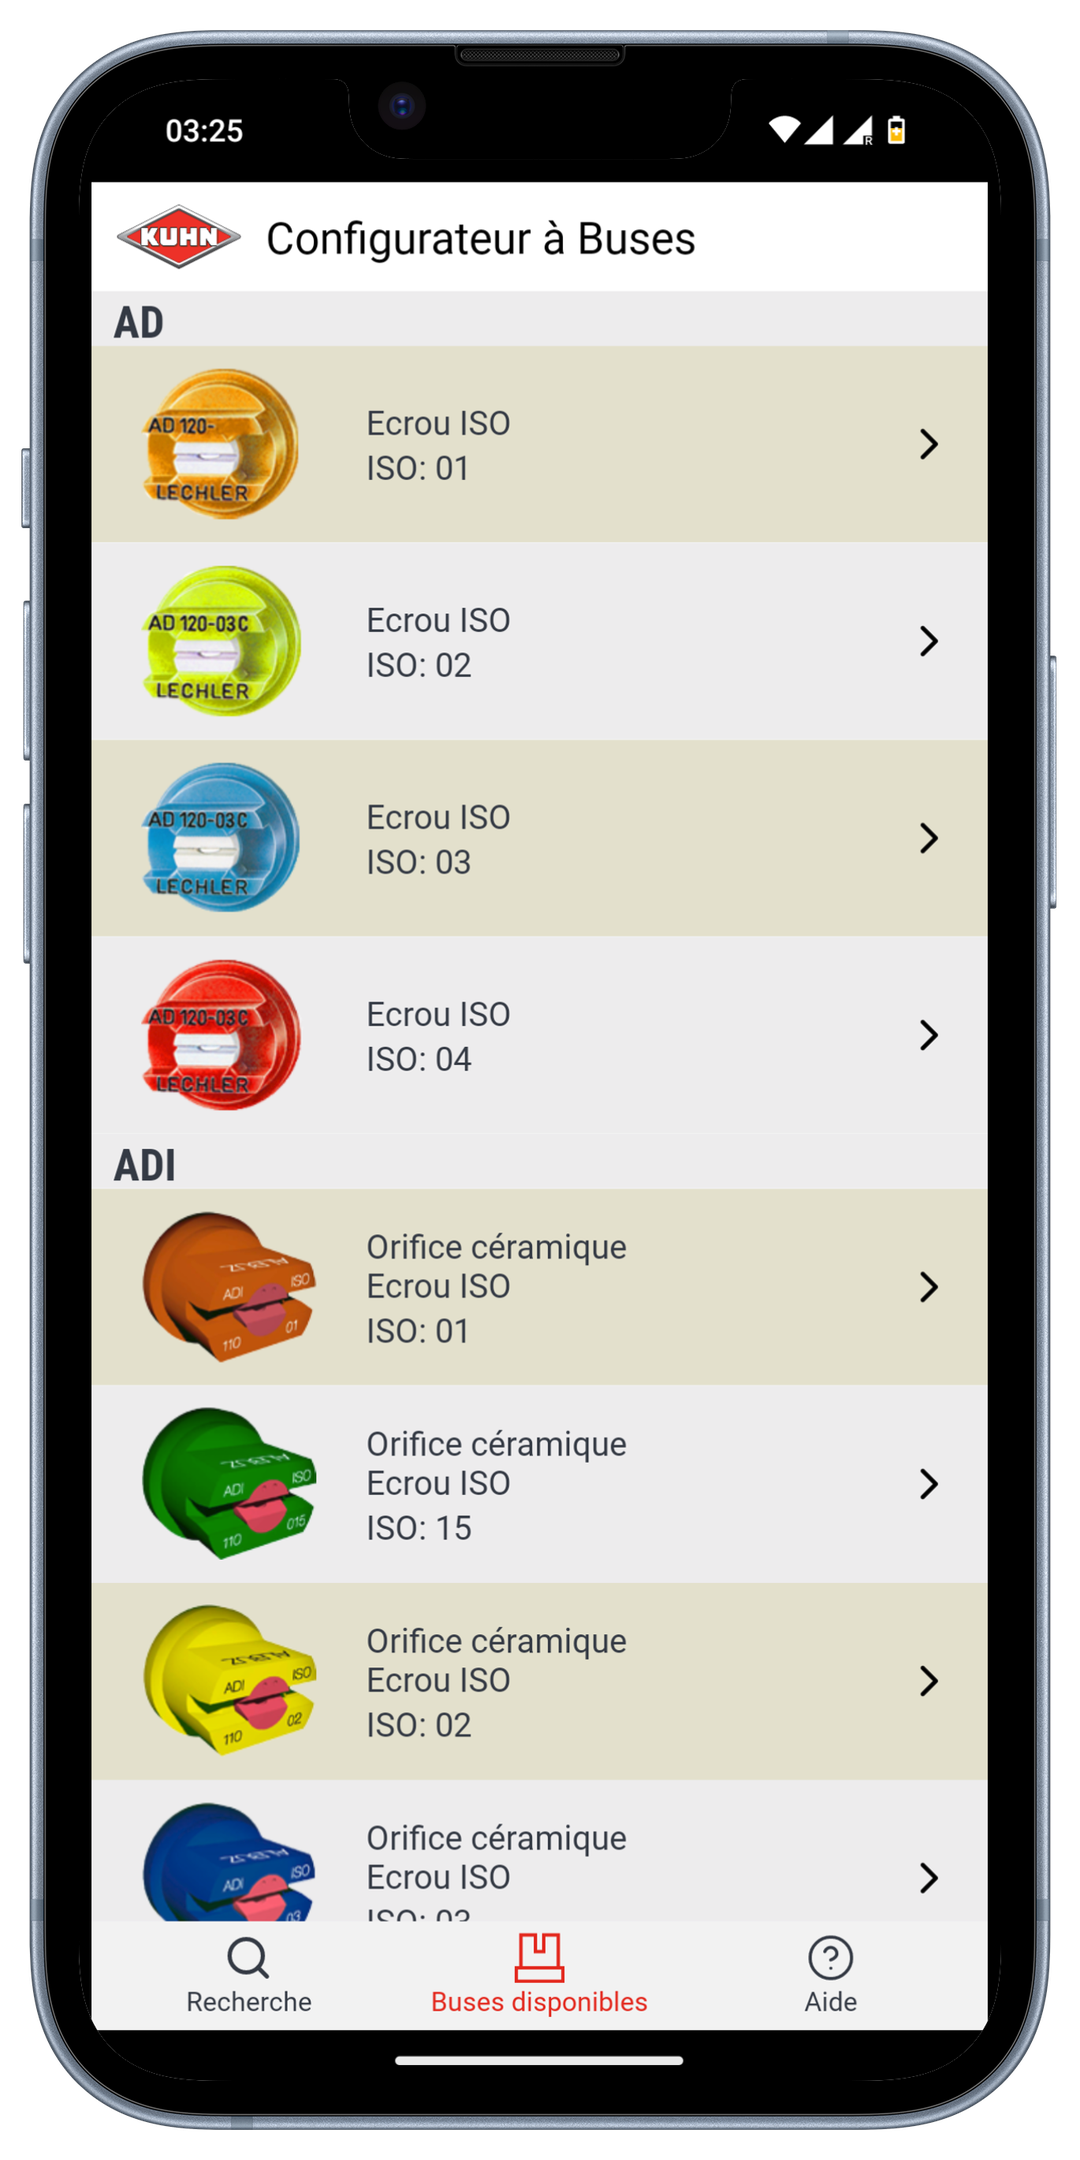 03:25
R
KUHN
Configurateur à Buses
AD
AD 120-
LECHLER
Ecrou ISO
ISO: 01
AD 120-03C
LECHLER
Ecrou ISO
ISO: 02
AD 120-03C
LECHLER
Ecrou ISO
ISO: 03
AD 120-03C
LECHLER
Ecrou ISO
ISO: 04
ADI
ADI ISO
110 01
Orifice céramique
Ecrou ISO
ISO: 01
ADI ISO
110 015
Orifice céramique
Ecrou ISO
ISO: 15
ADI ISO
110 02
Orifice céramique
Ecrou ISO
ISO: 02
ADI ISO
03
Orifice céramique
Ecrou ISO
ISO: 03
Recherche
Buses disponibles
Aide